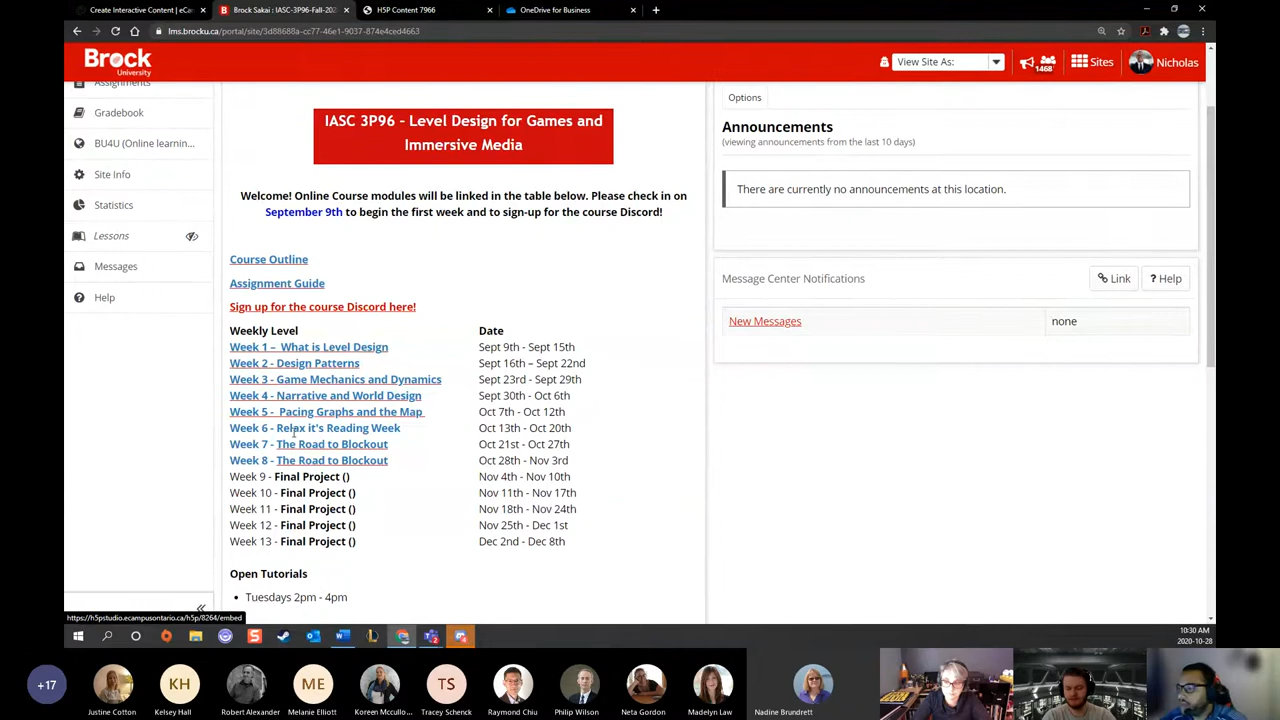 Create Interactive Content | eCa
Brock Sakai : IASC-3P96-Fall-202
H5P Content 7966
OneDrive for Business
lms.brocku.ca/portal/site/3d88688a-cc77-46e1-9037-874e4ced4663
Brock
University
View Site As:
1468
Sites
Nicholas
Assignments
Gradebook
BU4U (Online learnin...
Site Info
Statistics
Lessons
Messages
Help
IASC 3P96 - Level Design for Games and
Immersive Media
Welcome! Online Course modules will be linked in the table below. Please check in on
September 9th to begin the first week and to sign-up for the course Discord!
Course Outline
Assignment Guide
Sign up for the course Discord here!
Weekly Level Date
Week 1 – What is Level Design Sept 9th - Sept 15th
Week 2 - Design Patterns Sept 16th – Sept 22nd
Week 3 - Game Mechanics and Dynamics Sept 23rd - Sept 29th
Week 4 - Narrative and World Design Sept 30th - Oct 6th
Week 5 - Pacing Graphs and the Map Oct 7th - Oct 12th
Week 6 - Relax it's Reading Week Oct 13th - Oct 20th
Week 7 - The Road to Blockout Oct 21st - Oct 27th
Week 8 - The Road to Blockout Oct 28th - Nov 3rd
Week 9 - Final Project () Nov 4th - Nov 10th
Week 10 - Final Project () Nov 11th - Nov 17th
Week 11 - Final Project () Nov 18th - Nov 24th
Week 12 - Final Project () Nov 25th - Dec 1st
Week 13 - Final Project () Dec 2nd - Dec 8th
Open Tutorials
• Tuesdays 2pm - 4pm
Options
Announcements
(viewing announcements from the last 10 days)
There are currently no announcements at this location.
Message Center Notifications
Link
? Help
New Messages none
https://h5pstudio.ecampusontario.ca/h5p/8264/embed
10:30 AM
2020-10-28
+17
Justine Cotton
KH
Kelsey Hall
Robert Alexander
ME
Melanie Elliott
Koreen Mccullo...
TS
Tracey Schenck
Raymond Chiu
Philip Wilson
Neta Gordon
Madelyn Law
Nadine Brundrett